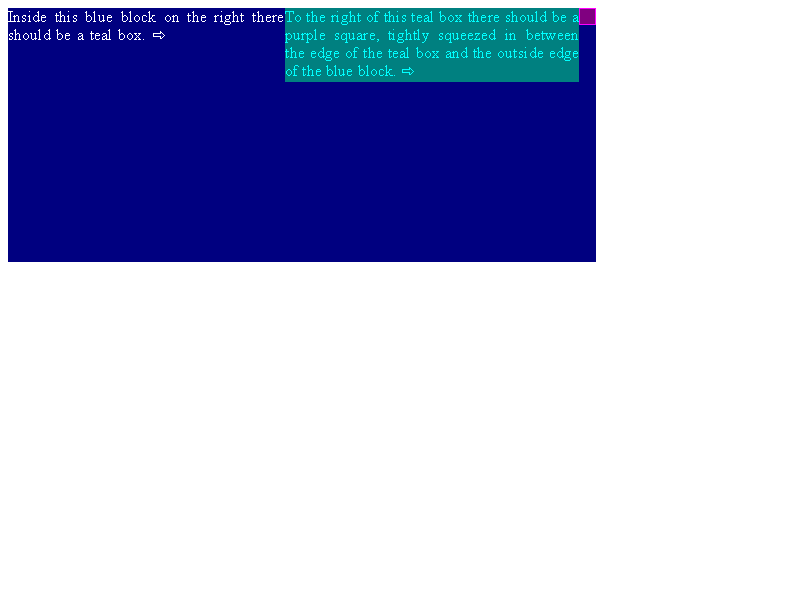 Inside this blue block on the right there
should be a teal box. ⇨
To the right of this teal box there should be a
purple square, tightly squeezed in between
the edge of the teal box and the outside edge
of the blue block. ⇨